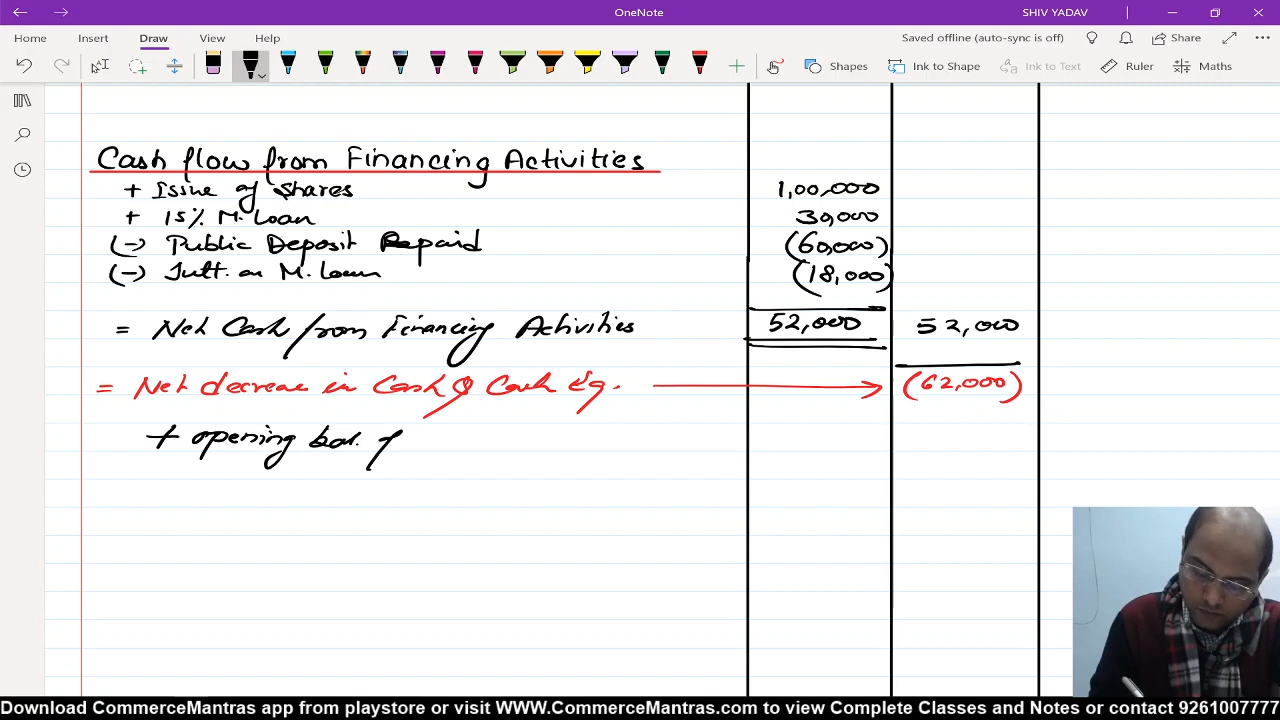 OneNote
SHIV YADAV
Home Insert Draw View Help
Saved offline (auto-sync is off) Share
Shapes Ink to Shape Ink to Text Ruler Maths
Cash flow from Financing Activities
+ Issue of Shares 1,00,000
+ 15% M. Loan 30,000
(-) Public Deposit Repaid (60,000)
(-) Intt. on M. Loan (18,000)
= Net Cash from Financing Activities 52,000 52,000
= Net decrease in Cash & Cash Eq. (62,000)
+ opening bal. of
Download CommerceMantras app from playstore or visit WWW.CommerceMantras.com to view Complete Classes and Notes or contact 9261007777